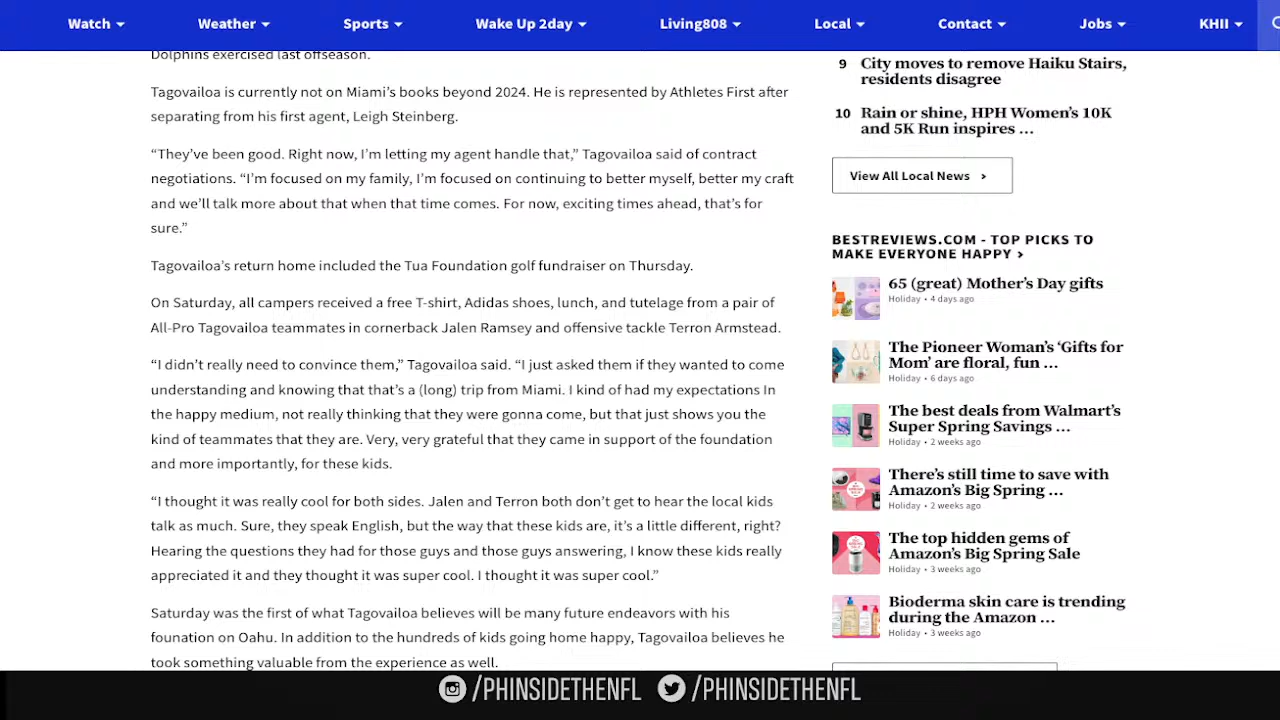 Watch
Weather
Sports
Wake Up 2day
Living808
Local
Contact
Jobs
KHII
Dolphins exercised last offseason.
Tagovailoa is currently not on Miami’s books beyond 2024. He is represented by Athletes First after
separating from his first agent, Leigh Steinberg.
“They’ve been good. Right now, I’m letting my agent handle that,” Tagovailoa said of contract
negotiations. “I’m focused on my family, I’m focused on continuing to better myself, better my craft
and we’ll talk more about that when that time comes. For now, exciting times ahead, that’s for
sure.”
Tagovailoa’s return home included the Tua Foundation golf fundraiser on Thursday.
On Saturday, all campers received a free T-shirt, Adidas shoes, lunch, and tutelage from a pair of
All-Pro Tagovailoa teammates in cornerback Jalen Ramsey and offensive tackle Terron Armstead.
“I didn’t really need to convince them,” Tagovailoa said. “I just asked them if they wanted to come
understanding and knowing that that’s a (long) trip from Miami. I kind of had my expectations In
the happy medium, not really thinking that they were gonna come, but that just shows you the
kind of teammates that they are. Very, very grateful that they came in support of the foundation
and more importantly, for these kids.
“I thought it was really cool for both sides. Jalen and Terron both don’t get to hear the local kids
talk as much. Sure, they speak English, but the way that these kids are, it’s a little different, right?
Hearing the questions they had for those guys and those guys answering, I know these kids really
appreciated it and they thought it was super cool. I thought it was super cool.”
Saturday was the first of what Tagovailoa believes will be many future endeavors with his
founation on Oahu. In addition to the hundreds of kids going home happy, Tagovailoa believes he
took something valuable from the experience as well.
9 City moves to remove Haiku Stairs,
residents disagree
10 Rain or shine, HPH Women’s 10K
and 5K Run inspires …
View All Local News >
BESTREVIEWS.COM - TOP PICKS TO
MAKE EVERYONE HAPPY >
65 (great) Mother’s Day gifts
Holiday • 4 days ago
The Pioneer Woman’s ‘Gifts for
Mom’ are floral, fun …
Holiday • 6 days ago
The best deals from Walmart’s
Super Spring Savings …
Holiday • 2 weeks ago
There’s still time to save with
Amazon’s Big Spring …
Holiday • 2 weeks ago
The top hidden gems of
Amazon’s Big Spring Sale
Holiday • 3 weeks ago
Bioderma skin care is trending
during the Amazon …
Holiday • 3 weeks ago
/PHINSIDETHENFL /PHINSIDETHENFL